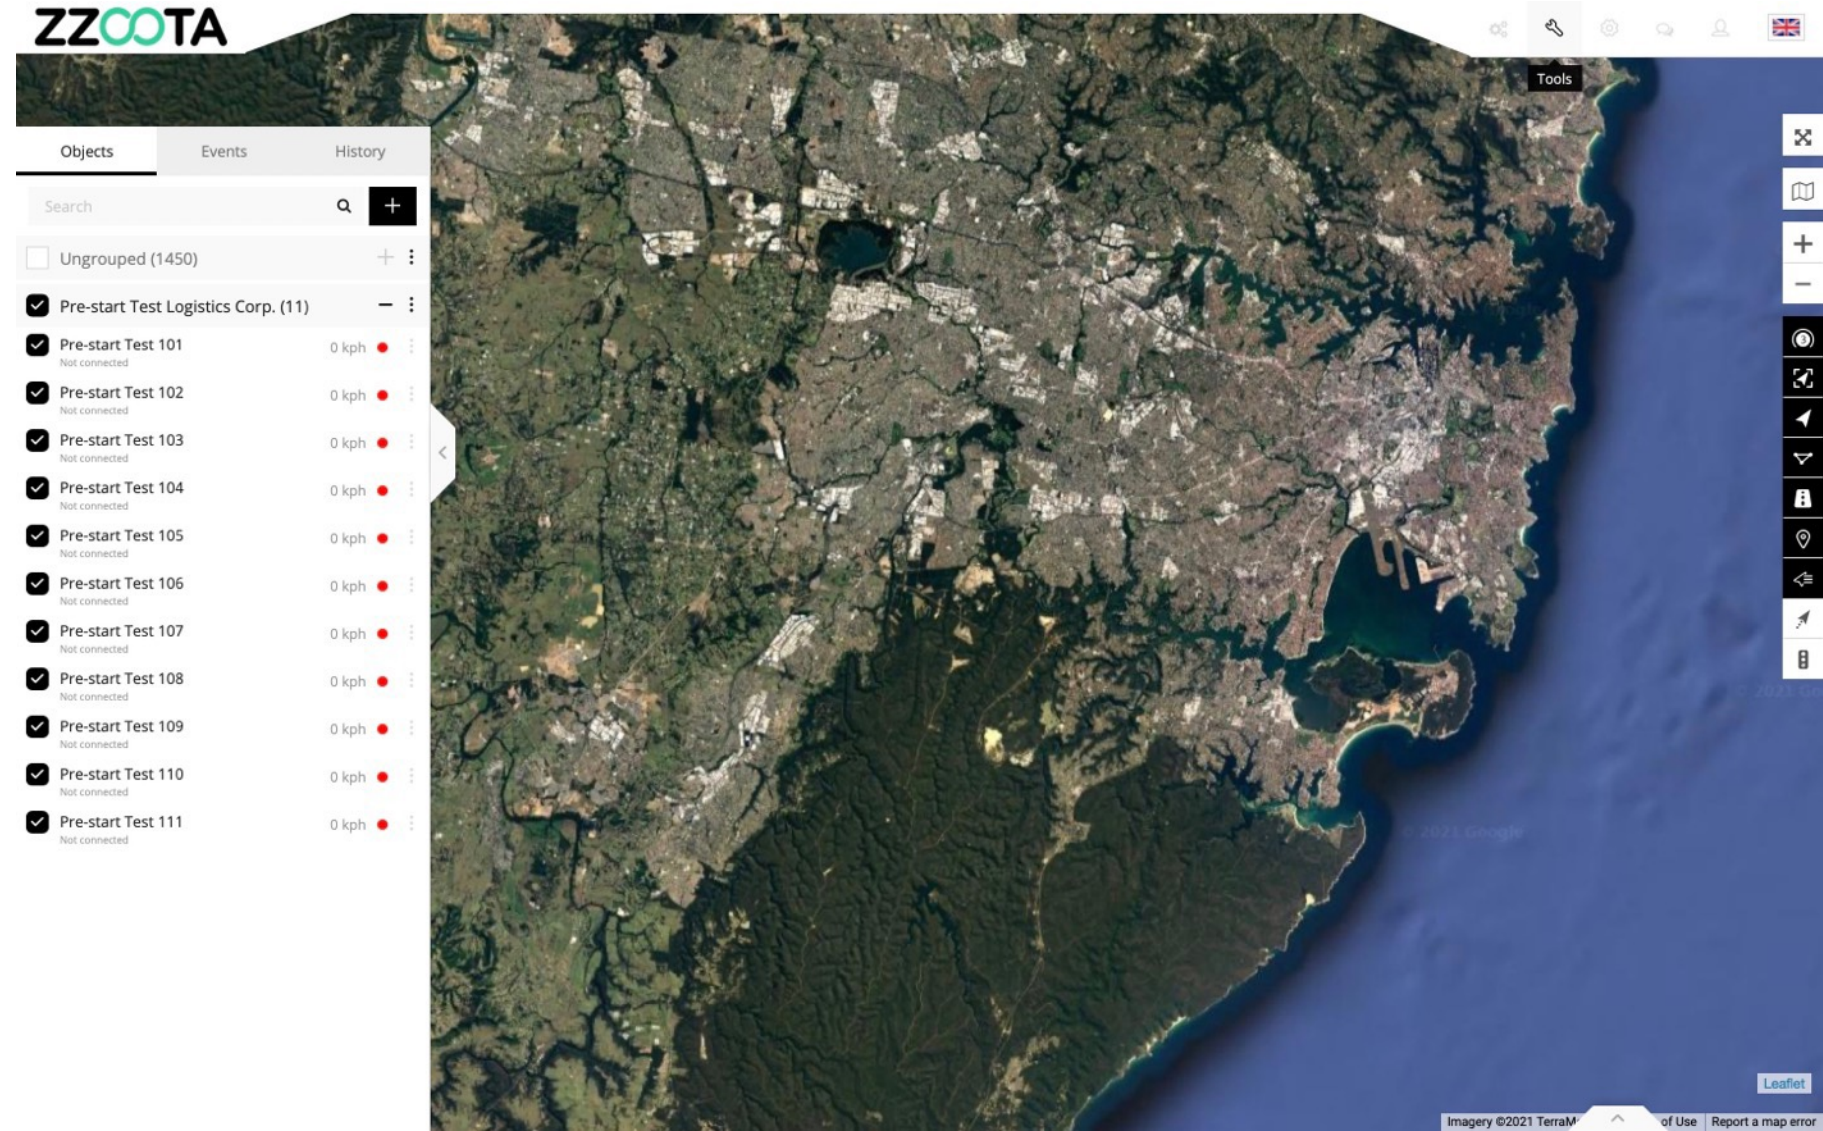 ZZOOTA
Tools
Objects Events History
Search
Ungrouped (1450)
Pre-start Test Logistics Corp. (11)
Pre-start Test 101 0 kph
Not connected
Pre-start Test 102 0 kph
Not connected
Pre-start Test 103 0 kph
Not connected
Pre-start Test 104 0 kph
Not connected
Pre-start Test 105 0 kph
Not connected
Pre-start Test 106 0 kph
Not connected
Pre-start Test 107 0 kph
Not connected
Pre-start Test 108 0 kph
Not connected
Pre-start Test 109 0 kph
Not connected
Pre-start Test 110 0 kph
Not connected
Pre-start Test 111 0 kph
Not connected
3
© 2021 Go
© 2021 Google
Leaflet
Imagery ©2021 TerraM of Use Report a map error